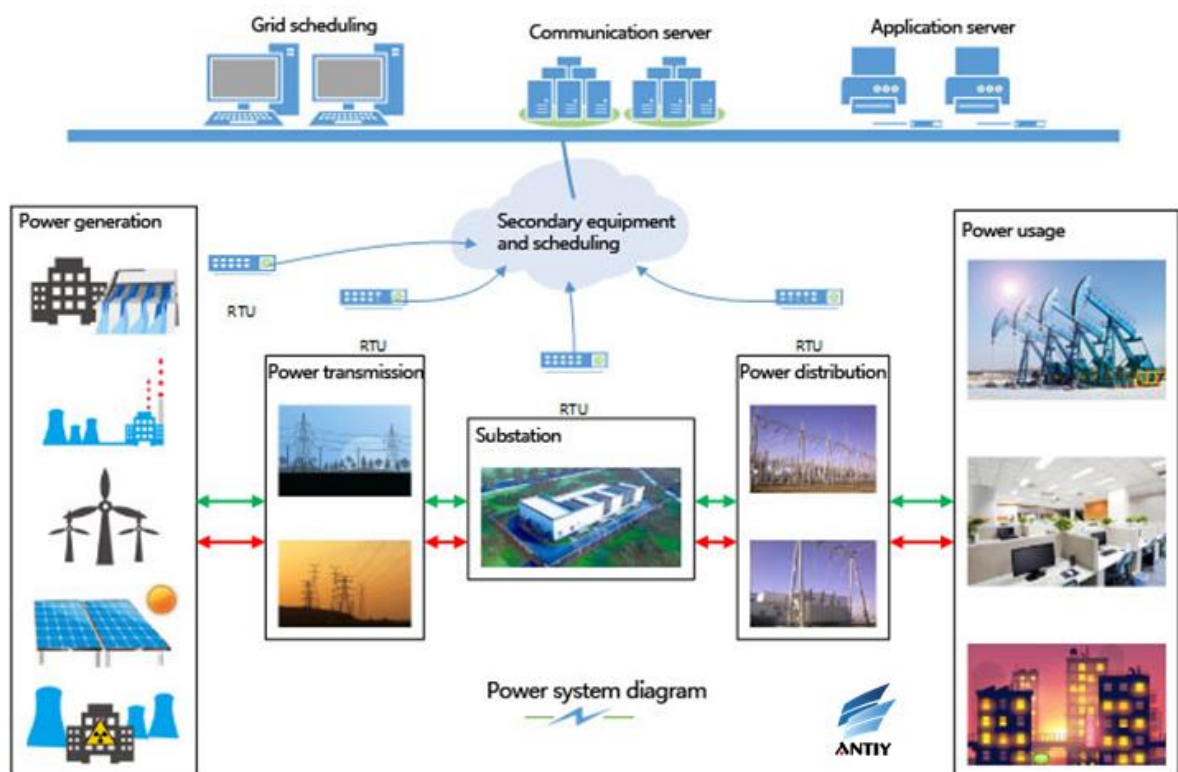 Grid scheduling
Communication server
Application server
Secondary equipment
and scheduling
Power generation
Power usage
RTU
RTU
RTU
RTU
Power transmission
Power distribution
Substation
Power system diagram
ANTIY